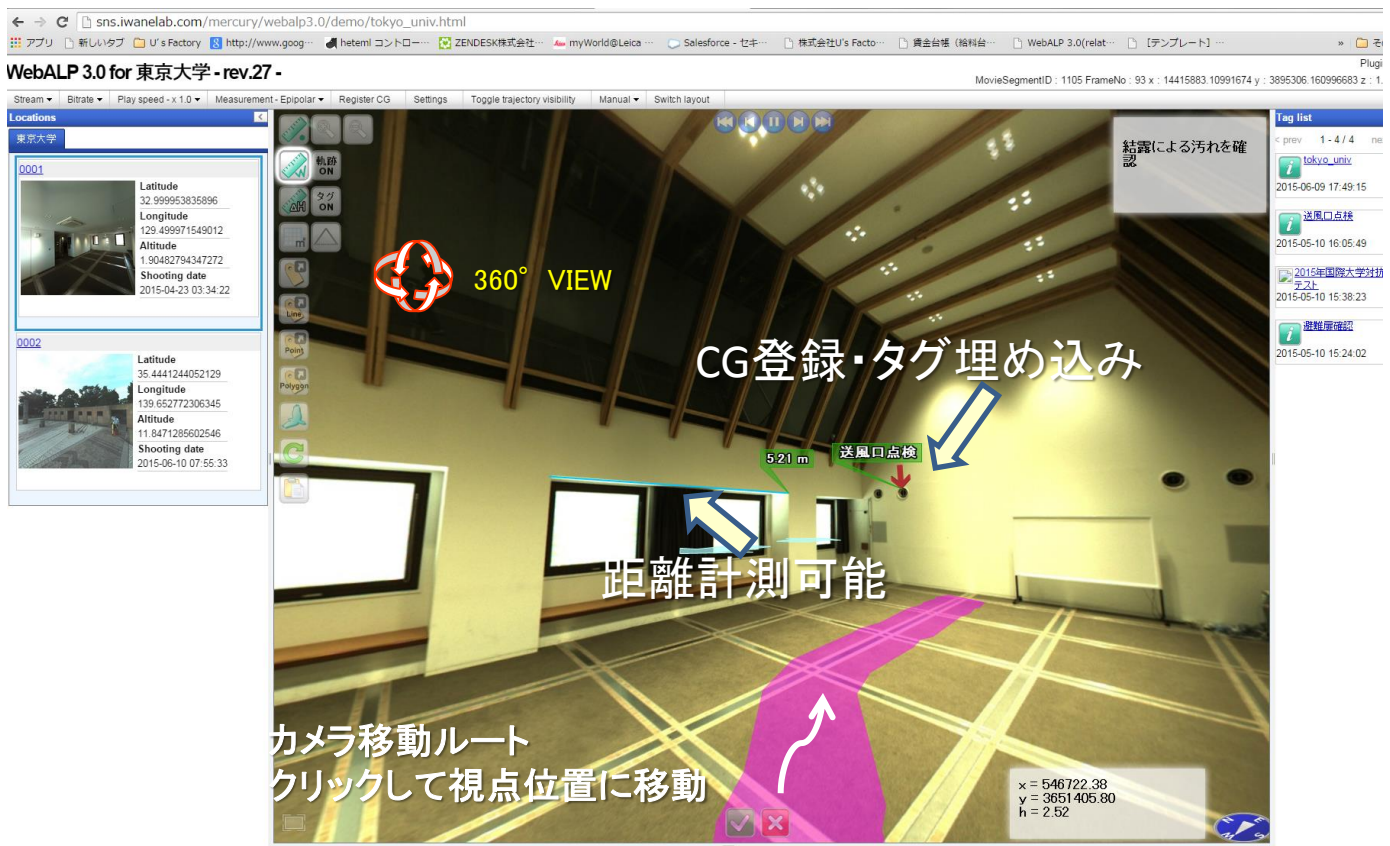 sns.iwanelab.com/mercury/webalp3.0/demo/tokyo_univ.html
アプリ 新しいタブ U's Factory http://www.goog… heteml コントロー… ZENDESK株式会社… myWorld@Leica … Salesforce - セキ… 株式会社U's Facto… 賃金台帳（給料台… WebALP 3.0(relat… [テンプレート] … »
WebALP 3.0 for 東京大学 - rev.27 -
Plugi
MovieSegmentID : 1105 FrameNo : 93 x : 14415883.10991674 y : 3895306.160996683 z : 1.
Stream Bitrate Play speed - x 1.0 Measurement - Epipolar Register CG Settings Toggle trajectory visibility Manual Switch layout
Locations
東京大学
0001
Latitude
32.999953835896
Longitude
129.499971549012
Altitude
1.90482794347272
Shooting date
2015-04-23 03:34:22
0002
Latitude
35.4441244052129
Longitude
139.652772306345
Altitude
11.8471285602546
Shooting date
2015-06-10 07:55:33
軌跡
ON
タグ
ON
ΔH
㎡
Line
Point
Polygon
360° VIEW
結露による汚れを確
認
CG登録・タグ埋め込み
5.21 m
送風口点検
距離計測可能
カメラ移動ルート
クリックして視点位置に移動
x = 546722.38
y = 3651405.80
h = 2.52
Tag list
< prev 1 - 4 / 4 ne
tokyo_univ
2015-06-09 17:49:15
送風口点検
2015-05-10 16:05:49
2015年国際大学対抗
テスト
2015-05-10 15:38:23
避難扉確認
2015-05-10 15:24:02